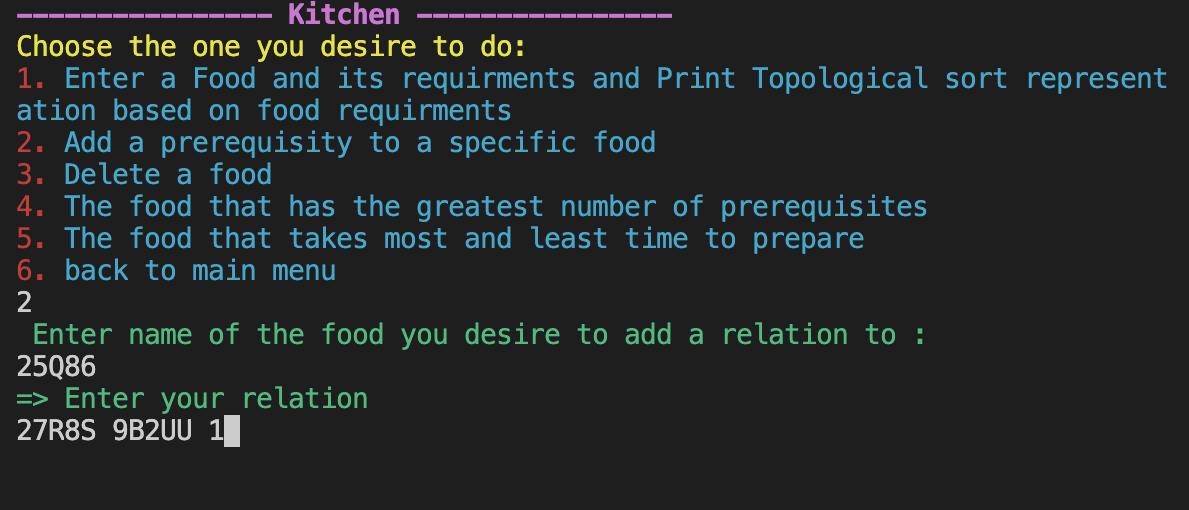 ---------------- Kitchen ----------------
Choose the one you desire to do:
1. Enter a Food and its requirments and Print Topological sort represent
ation based on food requirments
2. Add a prerequisity to a specific food
3. Delete a food
4. The food that has the greatest number of prerequisites
5. The food that takes most and least time to prepare
6. back to main menu
2
 Enter name of the food you desire to add a relation to :
25Q86
=> Enter your relation
27R8S 9B2UU 1